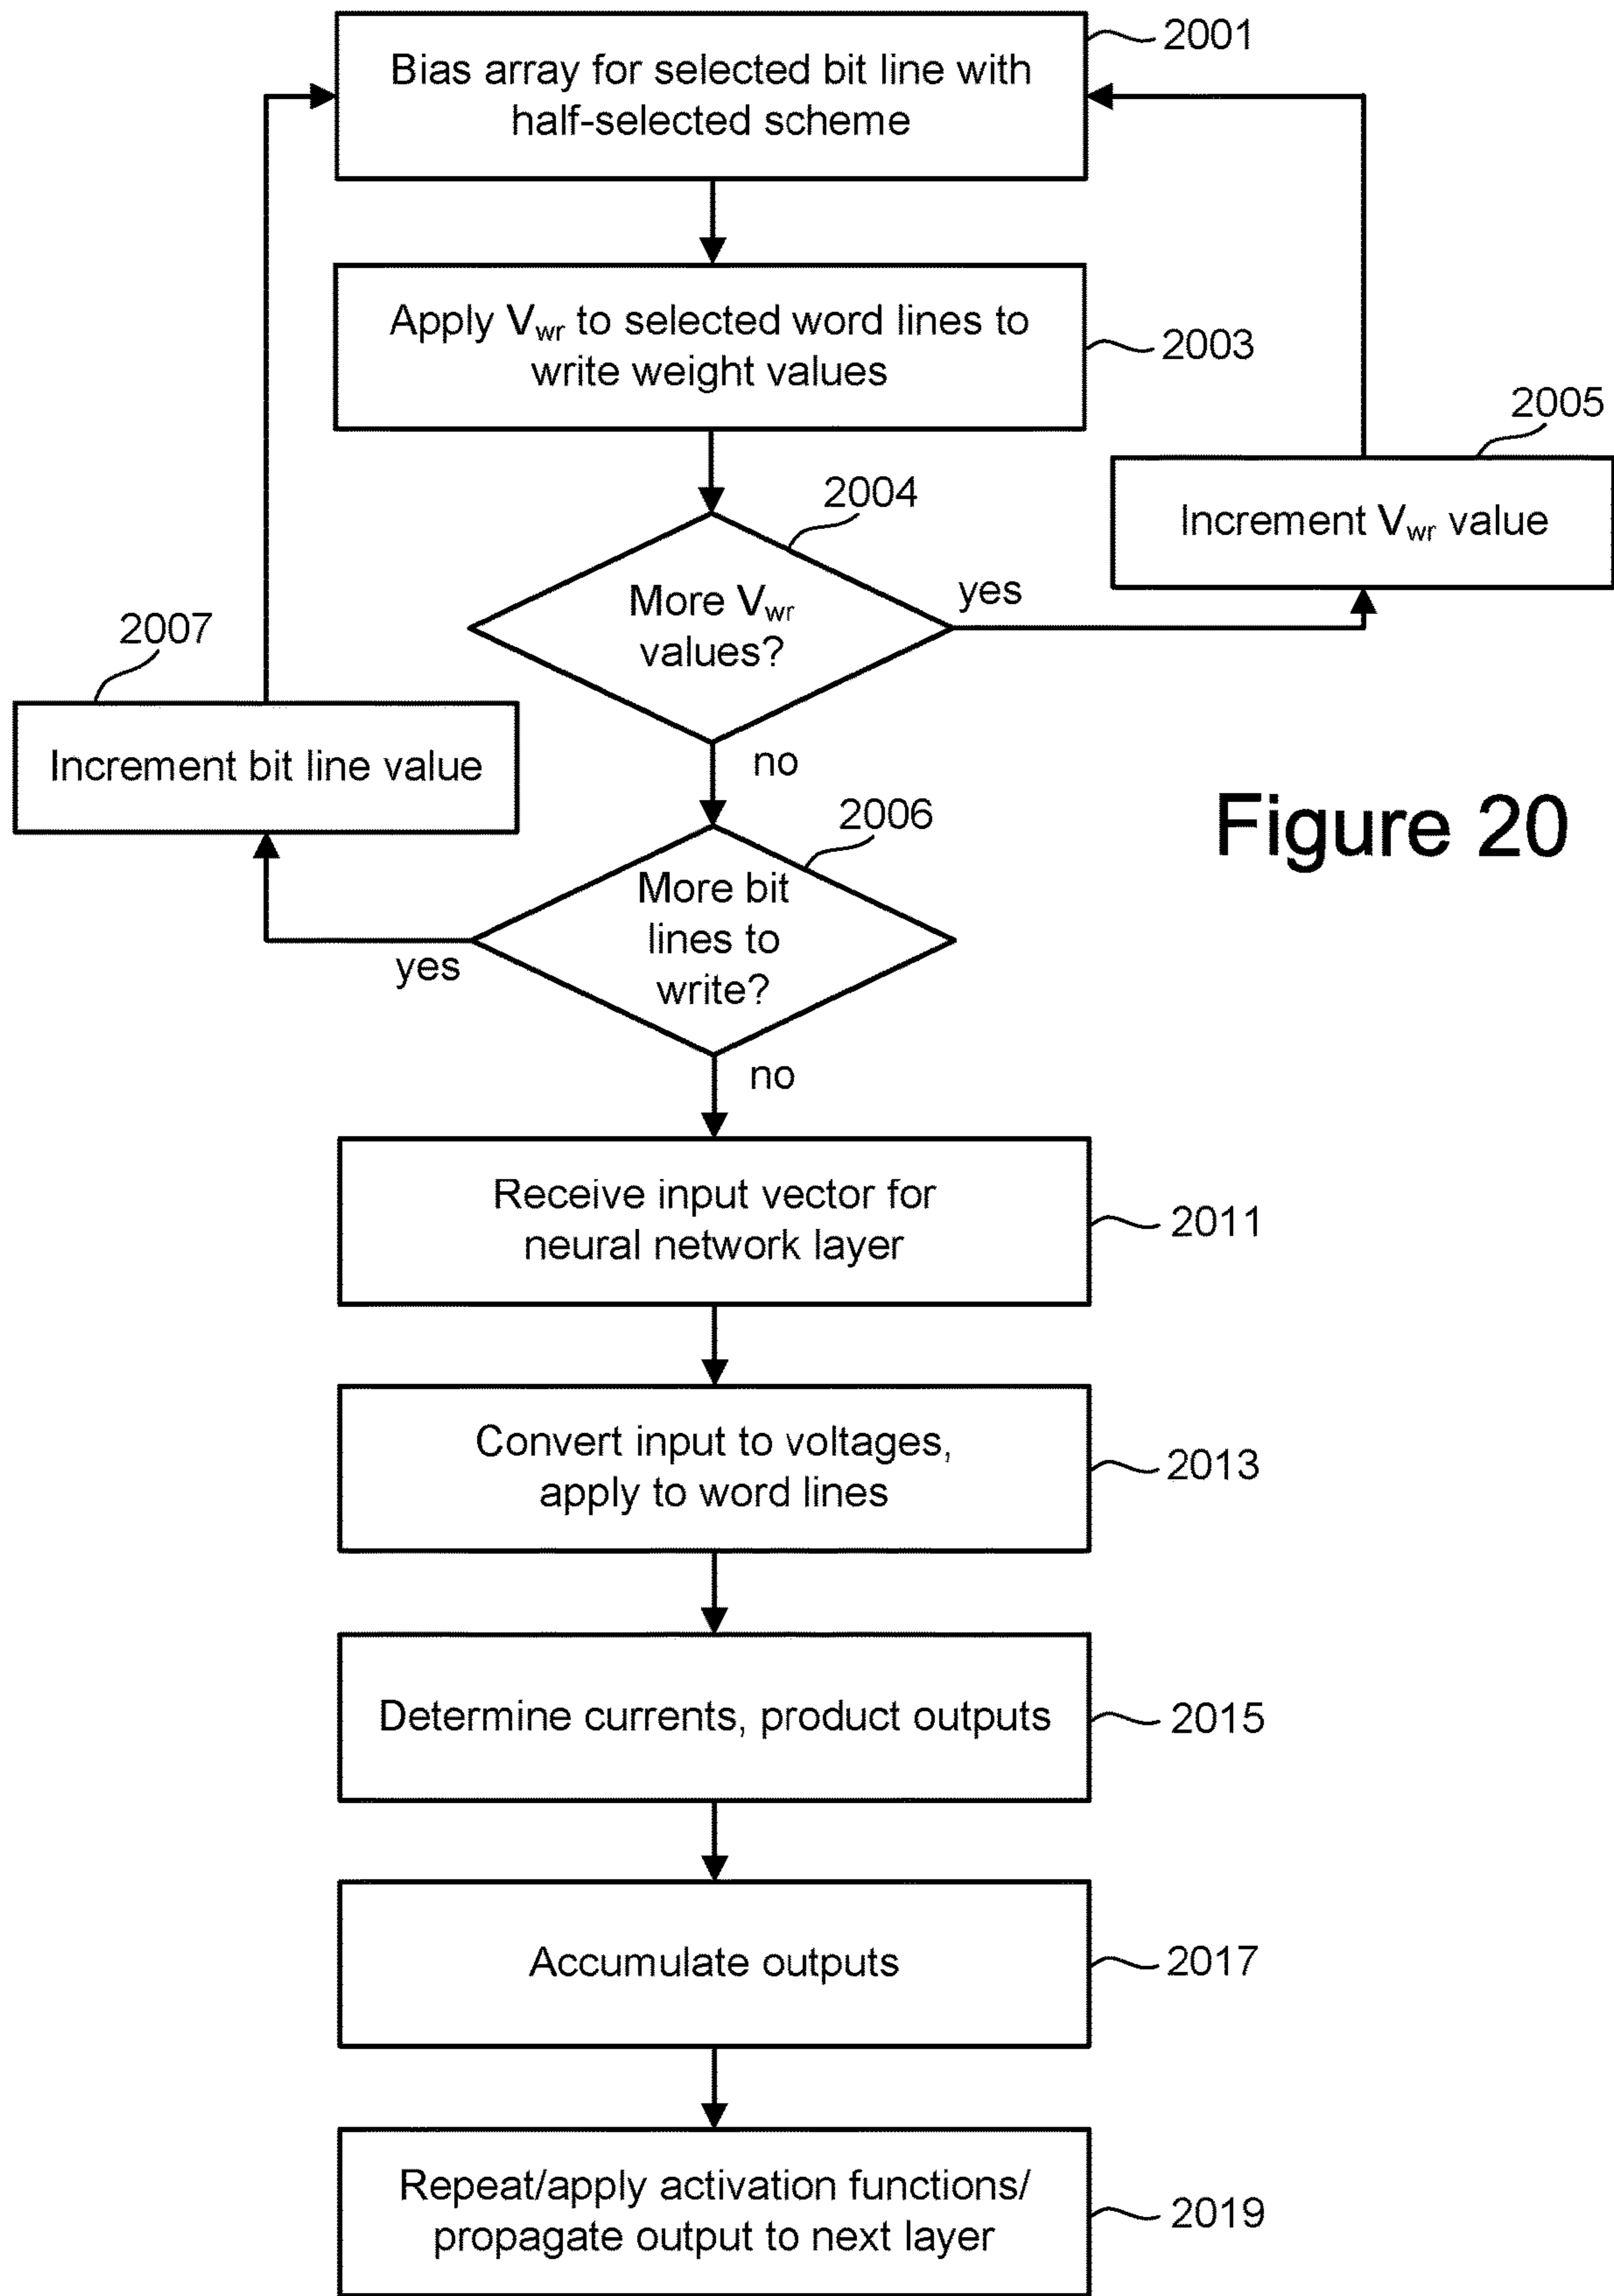 2001
Bias array for selected bit line with
half-selected scheme
Apply Vwr to selected word lines to
write weight values
2003
2005
Increment Vwr value
2004
More Vwr
values?
yes
no
2007
Increment bit line value
2006
More bit
lines to
write?
yes
no
Figure 20
Receive input vector for
neural network layer
2011
Convert input to voltages,
apply to word lines
2013
Determine currents, product outputs
2015
Accumulate outputs
2017
Repeat/apply activation functions/
propagate output to next layer
2019